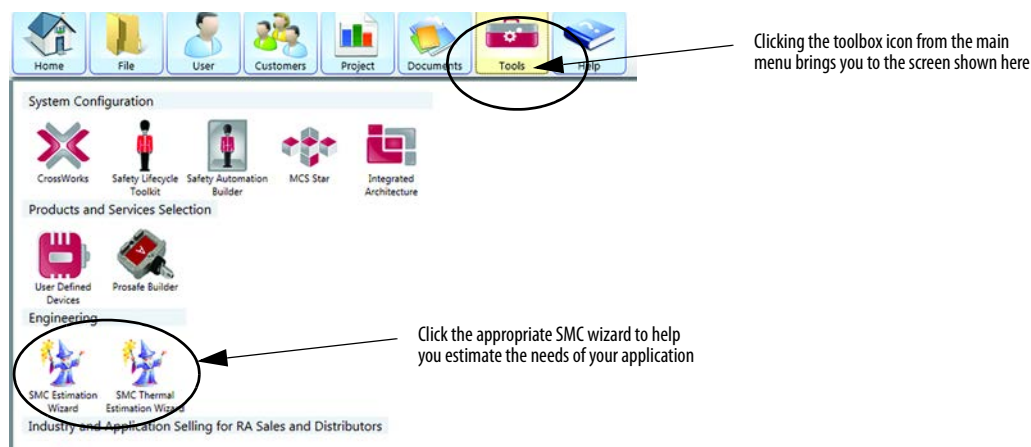 Home File User Customers Project Documents Tools Help
Clicking the toolbox icon from the main
menu brings you to the screen shown here
System Configuration
CrossWorks
Safety Lifecycle
Toolkit
Safety Automation
Builder
MCS Star
Integrated
Architecture
Products and Services Selection
User Defined
Devices
Prosafe Builder
Engineering
Click the appropriate SMC wizard to help
you estimate the needs of your application
SMC Estimation
Wizard
SMC Thermal
Estimation Wizard
Industry and Application Selling for RA Sales and Distributors